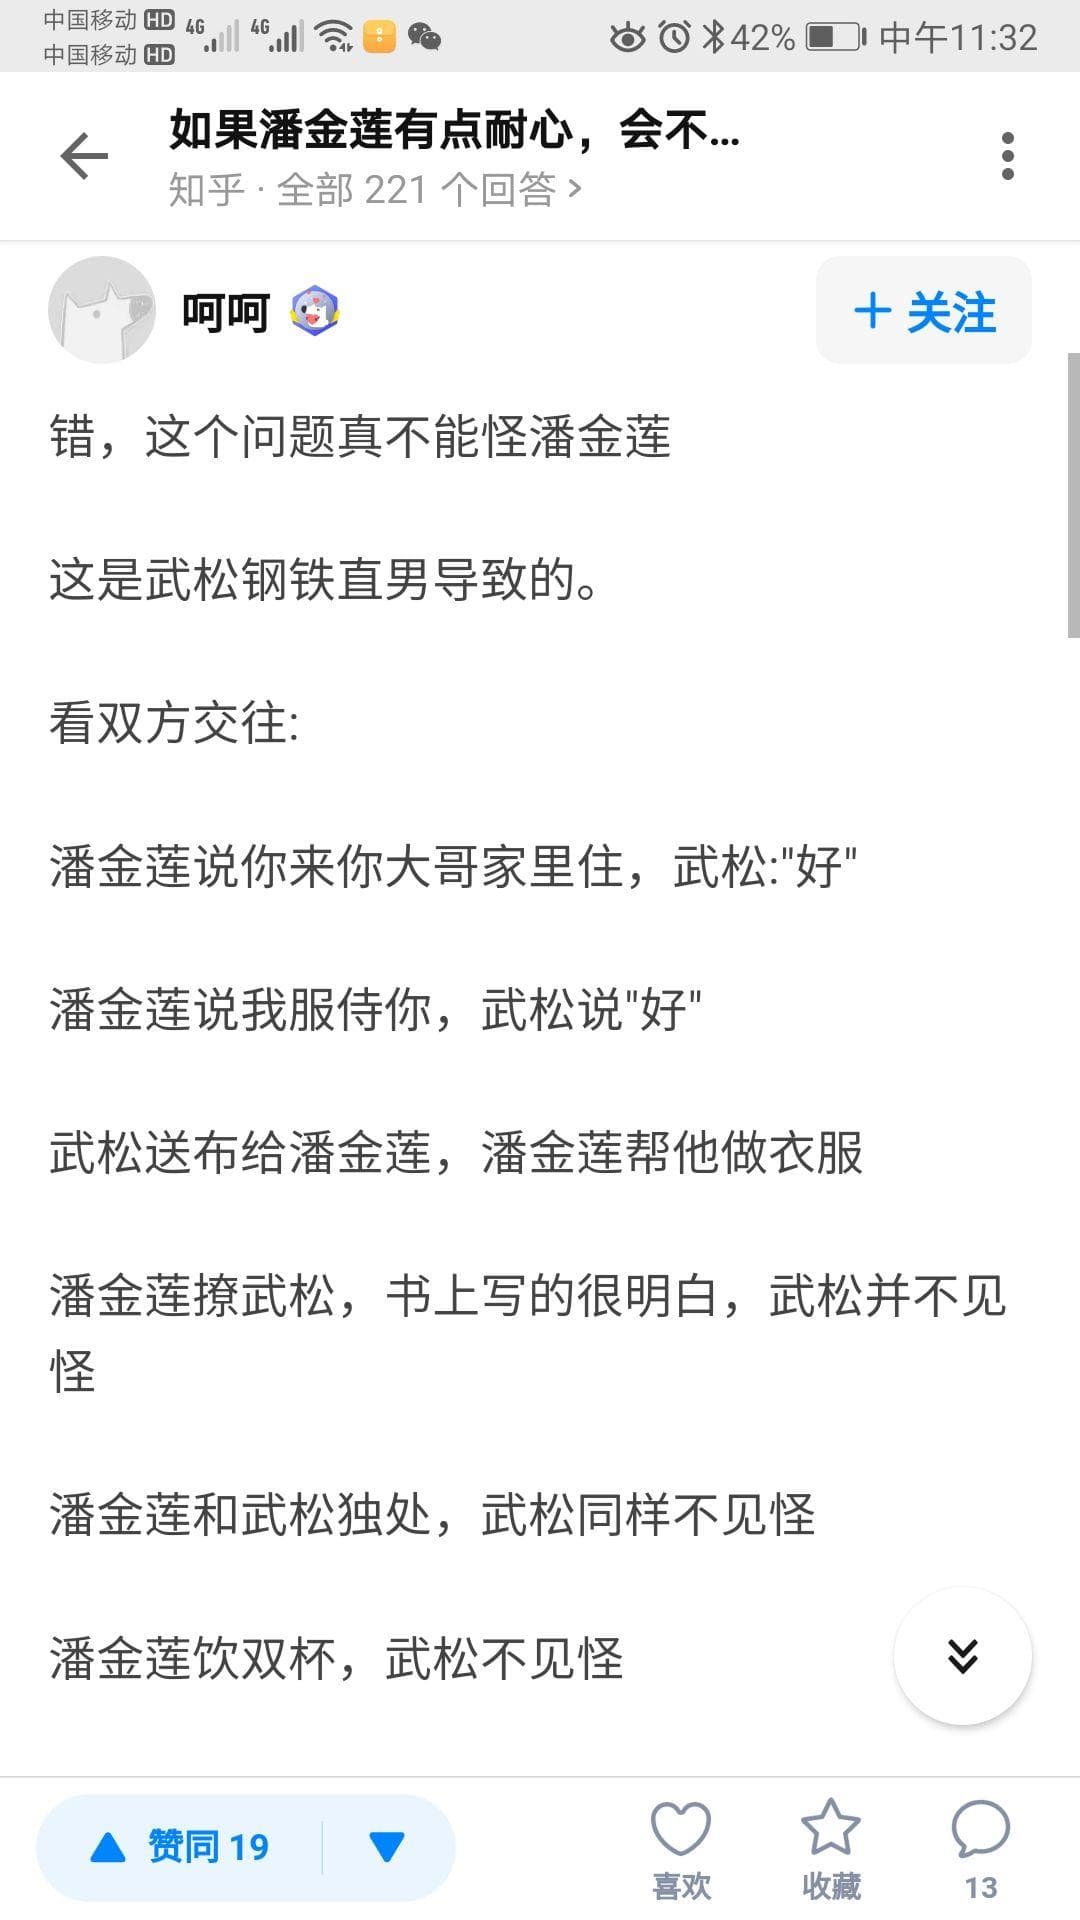 中国移动 HD 4G 4G 42% 中午11:32
中国移动 HD
如果潘金莲有点耐心，会不...
知乎 · 全部 221 个回答 >
呵呵
+ 关注
错，这个问题真不能怪潘金莲
这是武松钢铁直男导致的。
看双方交往:
潘金莲说你来你大哥家里住，武松:"好"
潘金莲说我服侍你，武松说"好"
武松送布给潘金莲，潘金莲帮他做衣服
潘金莲撩武松，书上写的很明白，武松并不见
怪
潘金莲和武松独处，武松同样不见怪
潘金莲饮双杯，武松不见怪
赞同 19
喜欢 收藏 13